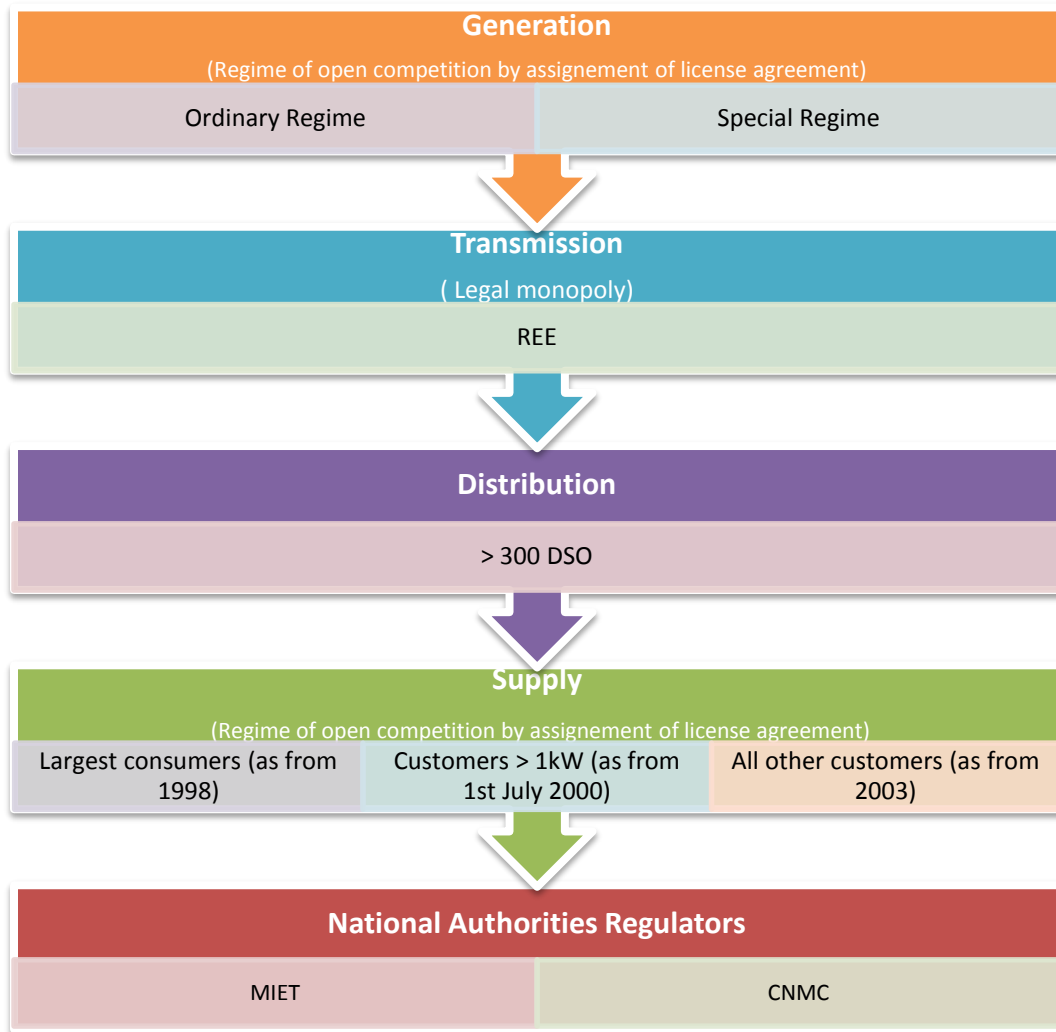 Generation
(Regime of open competition by assignement of license agreement)
Ordinary Regime
Special Regime
Transmission
( Legal monopoly)
REE
Distribution
> 300 DSO
Supply
(Regime of open competition by assignement of license agreement)
Largest consumers (as from
1998)
Customers > 1kW (as from
1st July 2000)
All other customers (as from
2003)
National Authorities Regulators
MIET
CNMC